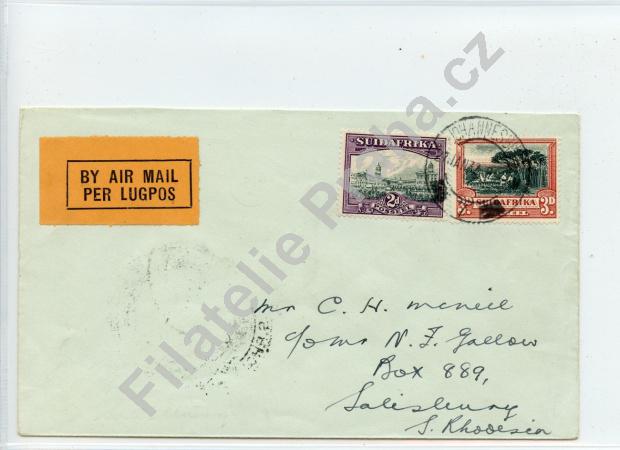 BY AIR MAIL
PER LUGPOS
SUIDAFRIKA
2d
JOHANNES
SUIDAFRIKA
3D
Mr C. H. McNeill
c/o Mr N. F. Gallow
Box 889,
Salisbury
S. Rhodesia
Filatelie Praha.cz